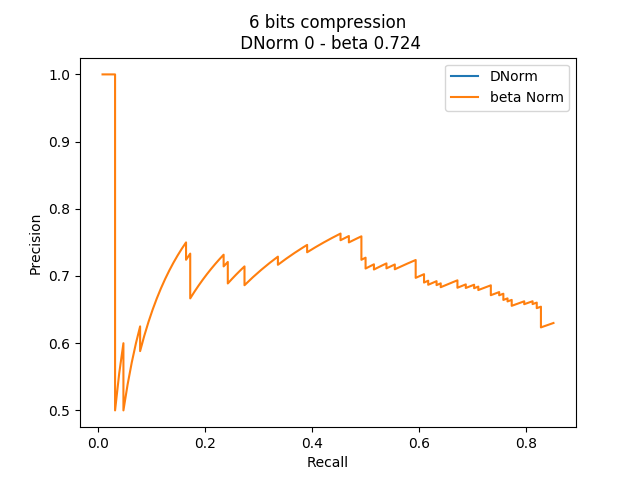 6 bits compression
DNorm 0 - beta 0.724
DNorm
beta Norm
1.0
0.9
0.8
0.7
0.6
0.5
Precision
0.0
0.2
0.4
0.6
0.8
Recall